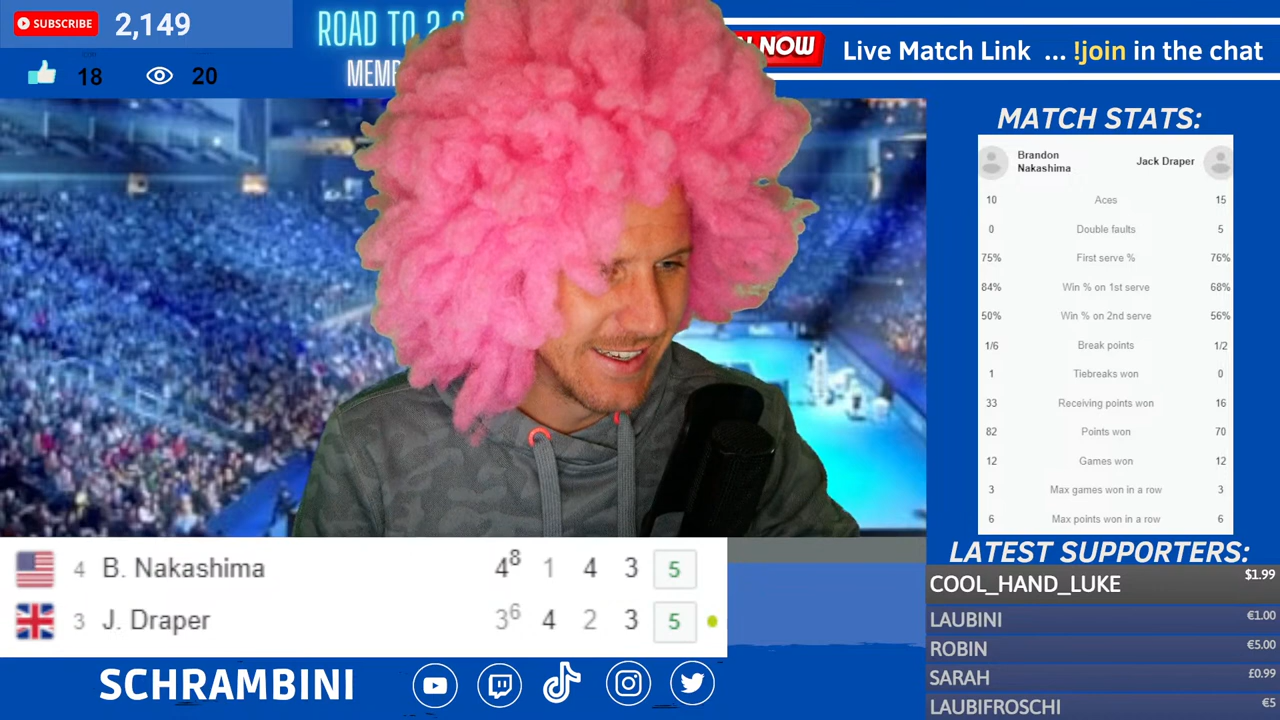 SUBSCRIBE 2,149
18 20
ROAD TO 2
MEMB
NOW
Live Match Link ... !join in the chat
MATCH STATS:
Brandon Nakashima Jack Draper
10 Aces 15
0 Double faults 5
75% First serve % 76%
84% Win % on 1st serve 68%
50% Win % on 2nd serve 56%
1/6 Break points 1/2
1 Tiebreaks won 0
33 Receiving points won 16
82 Points won 70
12 Games won 12
3 Max games won in a row 3
6 Max points won in a row 6
4 B. Nakashima 4⁸ 1 4 3 5
3 J. Draper 3⁶ 4 2 3 5
LATEST SUPPORTERS:
COOL_HAND_LUKE $1.99
LAUBINI €1.00
ROBIN €5.00
SARAH £0.99
LAUBIFROSCHI €5
SCHRAMBINI